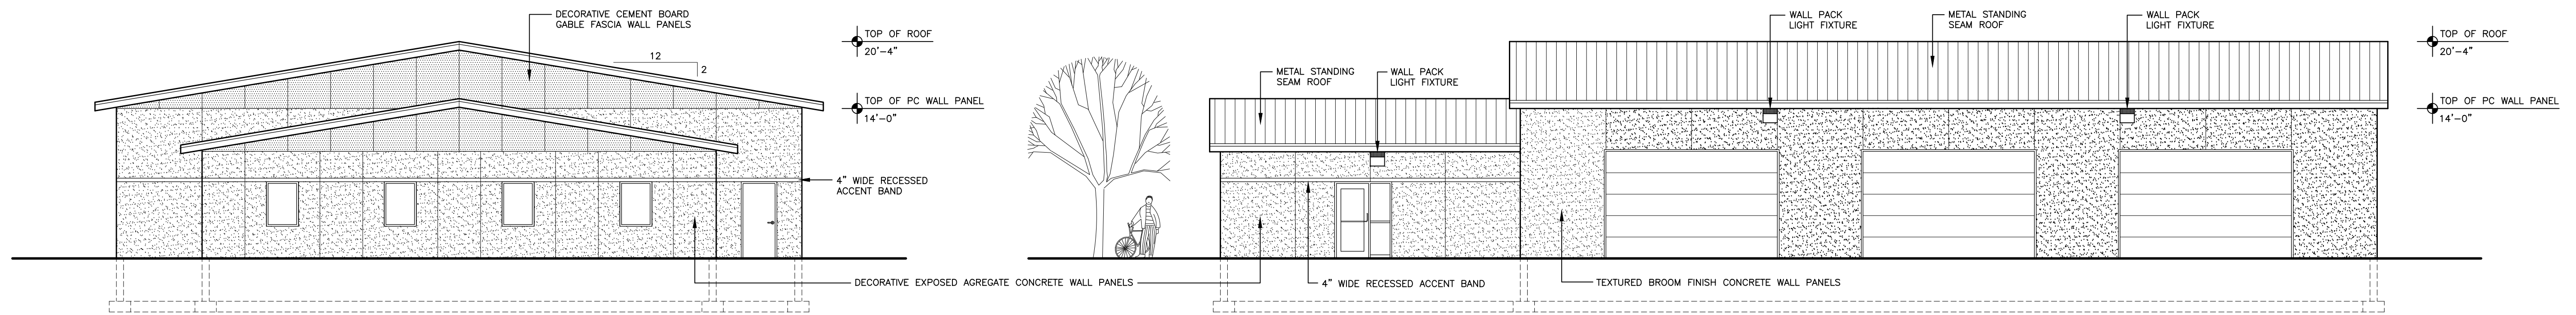 DECORATIVE CEMENT BOARD
GABLE FASCIA WALL PANELS
12
2
TOP OF ROOF
20'-4"
TOP OF PC WALL PANEL
14'-0"
4" WIDE RECESSED
ACCENT BAND
DECORATIVE EXPOSED AGREGATE CONCRETE WALL PANELS
METAL STANDING
SEAM ROOF
WALL PACK
LIGHT FIXTURE
4" WIDE RECESSED ACCENT BAND
WALL PACK
LIGHT FIXTURE
METAL STANDING
SEAM ROOF
WALL PACK
LIGHT FIXTURE
TEXTURED BROOM FINISH CONCRETE WALL PANELS
TOP OF ROOF
20'-4"
TOP OF PC WALL PANEL
14'-0"